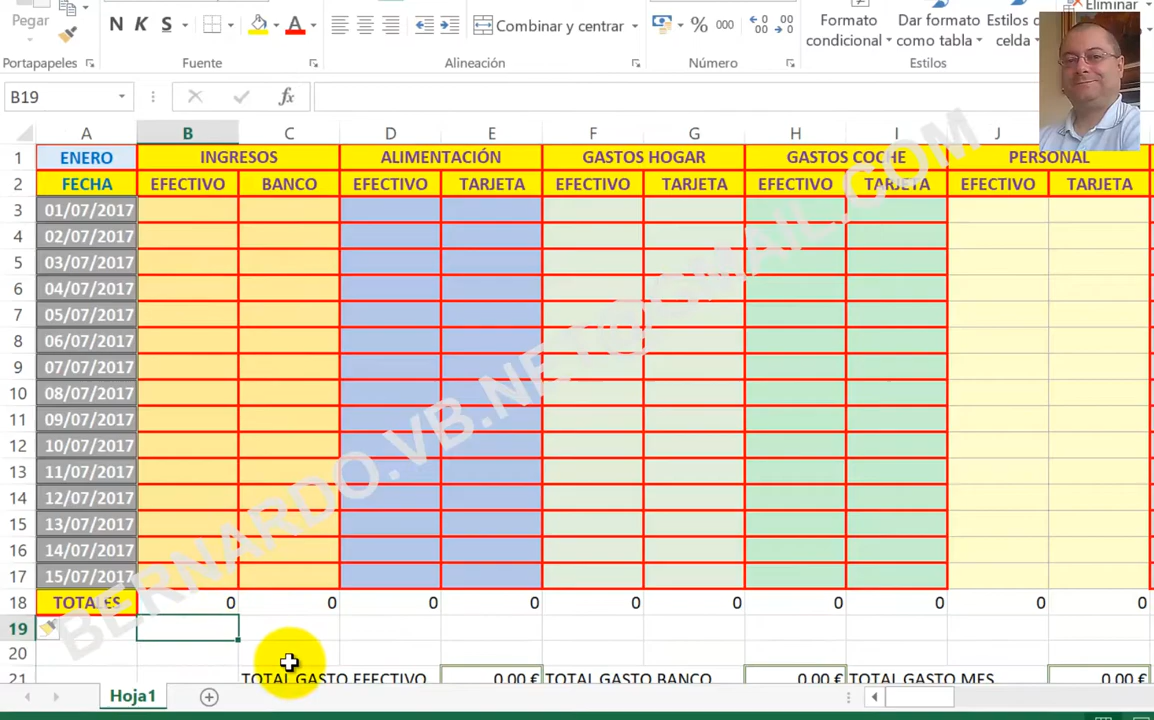 Eliminar
Pegar
N K S A
Combinar y centrar
% 000
Formato condicional
Dar formato como tabla
Estilos de celda
Portapapeles Fuente Alineación Número Estilos
B19 fx
A B C D E F G H I J K
1 ENERO INGRESOS ALIMENTACIÓN GASTOS HOGAR GASTOS COCHE PERSONAL
2 FECHA EFECTIVO BANCO EFECTIVO TARJETA EFECTIVO TARJETA EFECTIVO TARJETA EFECTIVO TARJETA
3 01/07/2017
4 02/07/2017
5 03/07/2017
6 04/07/2017
7 05/07/2017
8 06/07/2017
9 07/07/2017
10 08/07/2017
11 09/07/2017
12 10/07/2017
13 11/07/2017
14 12/07/2017
15 13/07/2017
16 14/07/2017
17 15/07/2017
18 TOTALES 0 0 0 0 0 0 0 0 0 0
19
20
21 TOTAL GASTO EFECTIVO 0,00 € TOTAL GASTO BANCO 0,00 € TOTAL GASTO MES 0,00 €
Hoja1
BERNARDO.VB.NET@GMAIL.COM